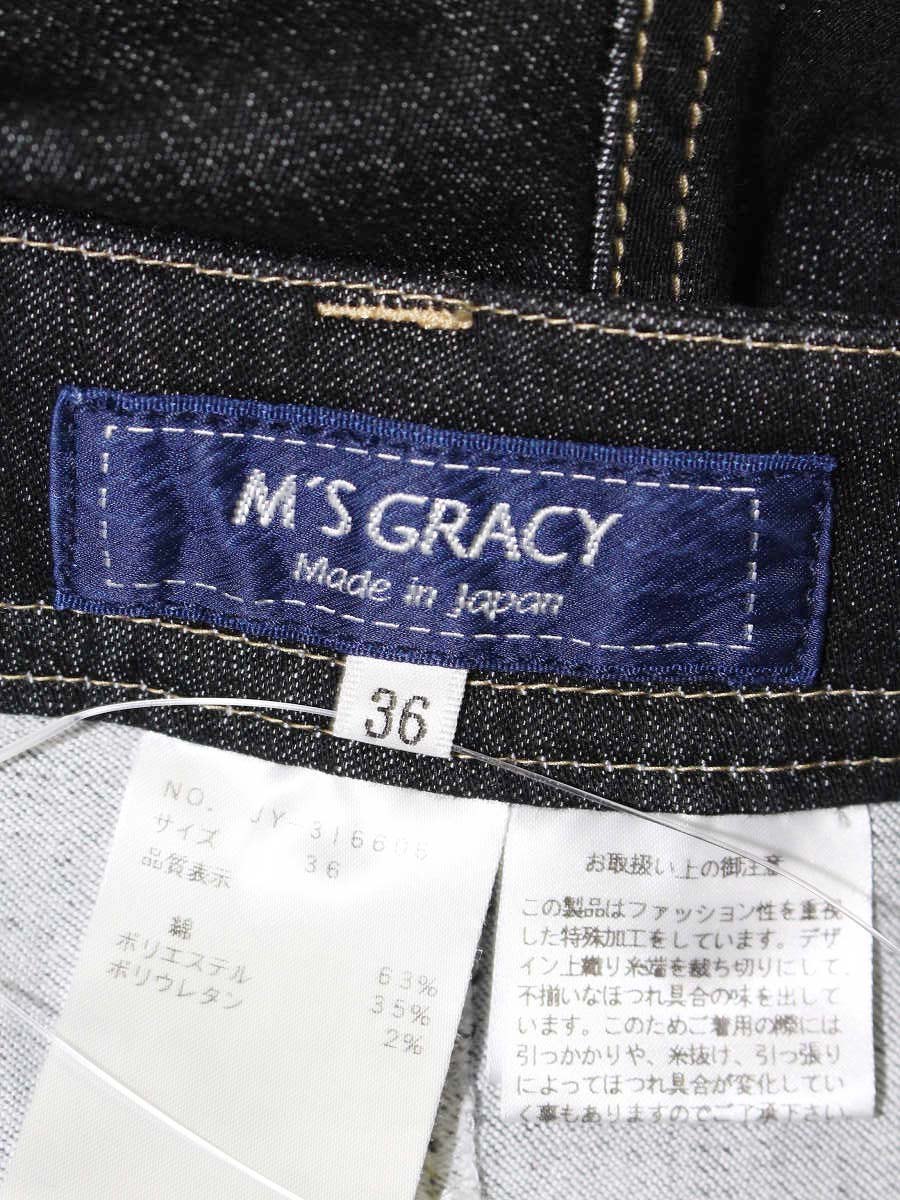 M'S GRACY
Made in Japan
36
NO. JY-316606
サイズ 36
品質表示
綿 63%
ポリエステル 35%
ポリウレタン 2%
お取扱い上の御注意
この製品はファッション性を重視
した特殊加工をしています。デザ
イン上織り糸端を裁ち切りにして、
不揃いなほつれ具合の味を出して
います。このためご着用の際には
引っかかりや、糸抜け、引っ張り
によってほつれ具合が変化してい
く事もありますのでご了承下さい